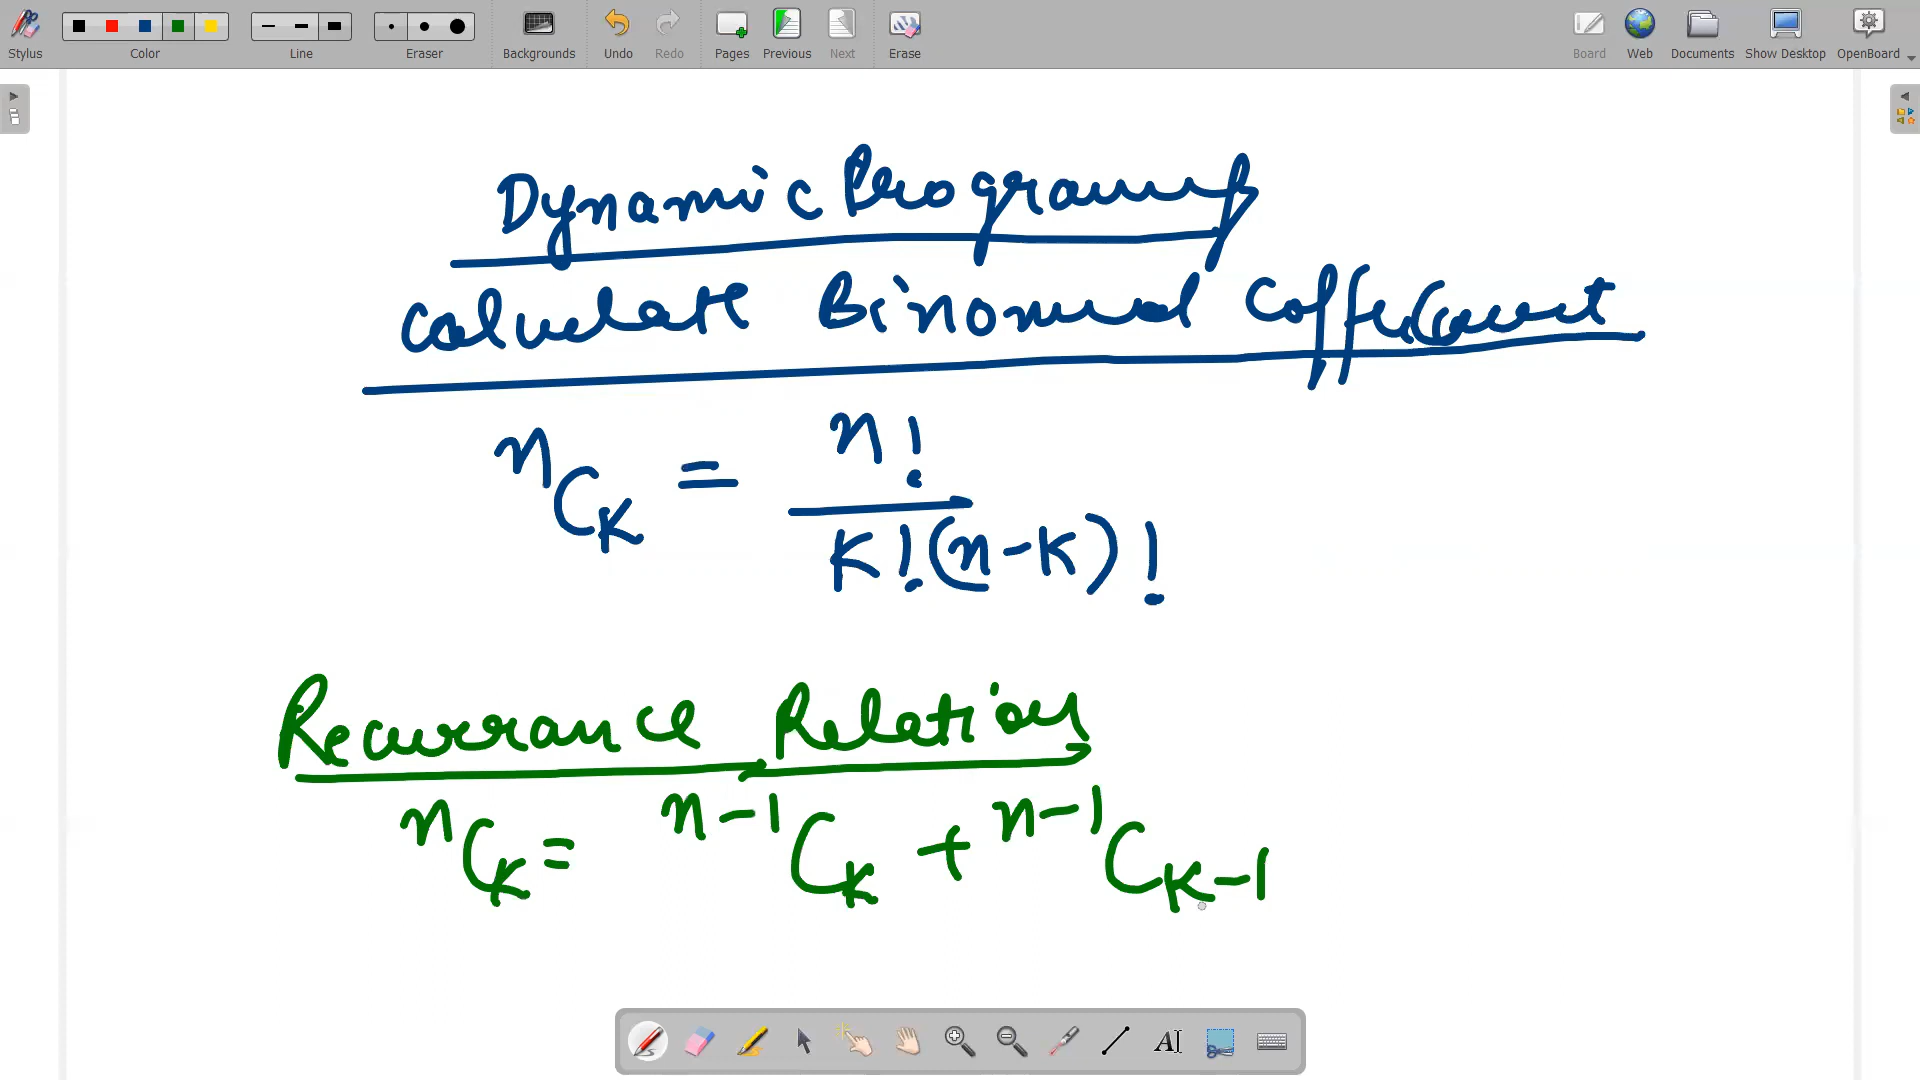 Stylus Color Line Eraser Backgrounds Undo Redo Pages Previous Next Erase Board Web Documents Show Desktop OpenBoard
Dynamic Programming
Calculate Binomial Cofficient
ⁿCₖ = n! / K!(n-K)!
Recurrance Relation
ⁿCₖ = ⁿ⁻¹Cₖ + ⁿ⁻¹Cₖ₋₁